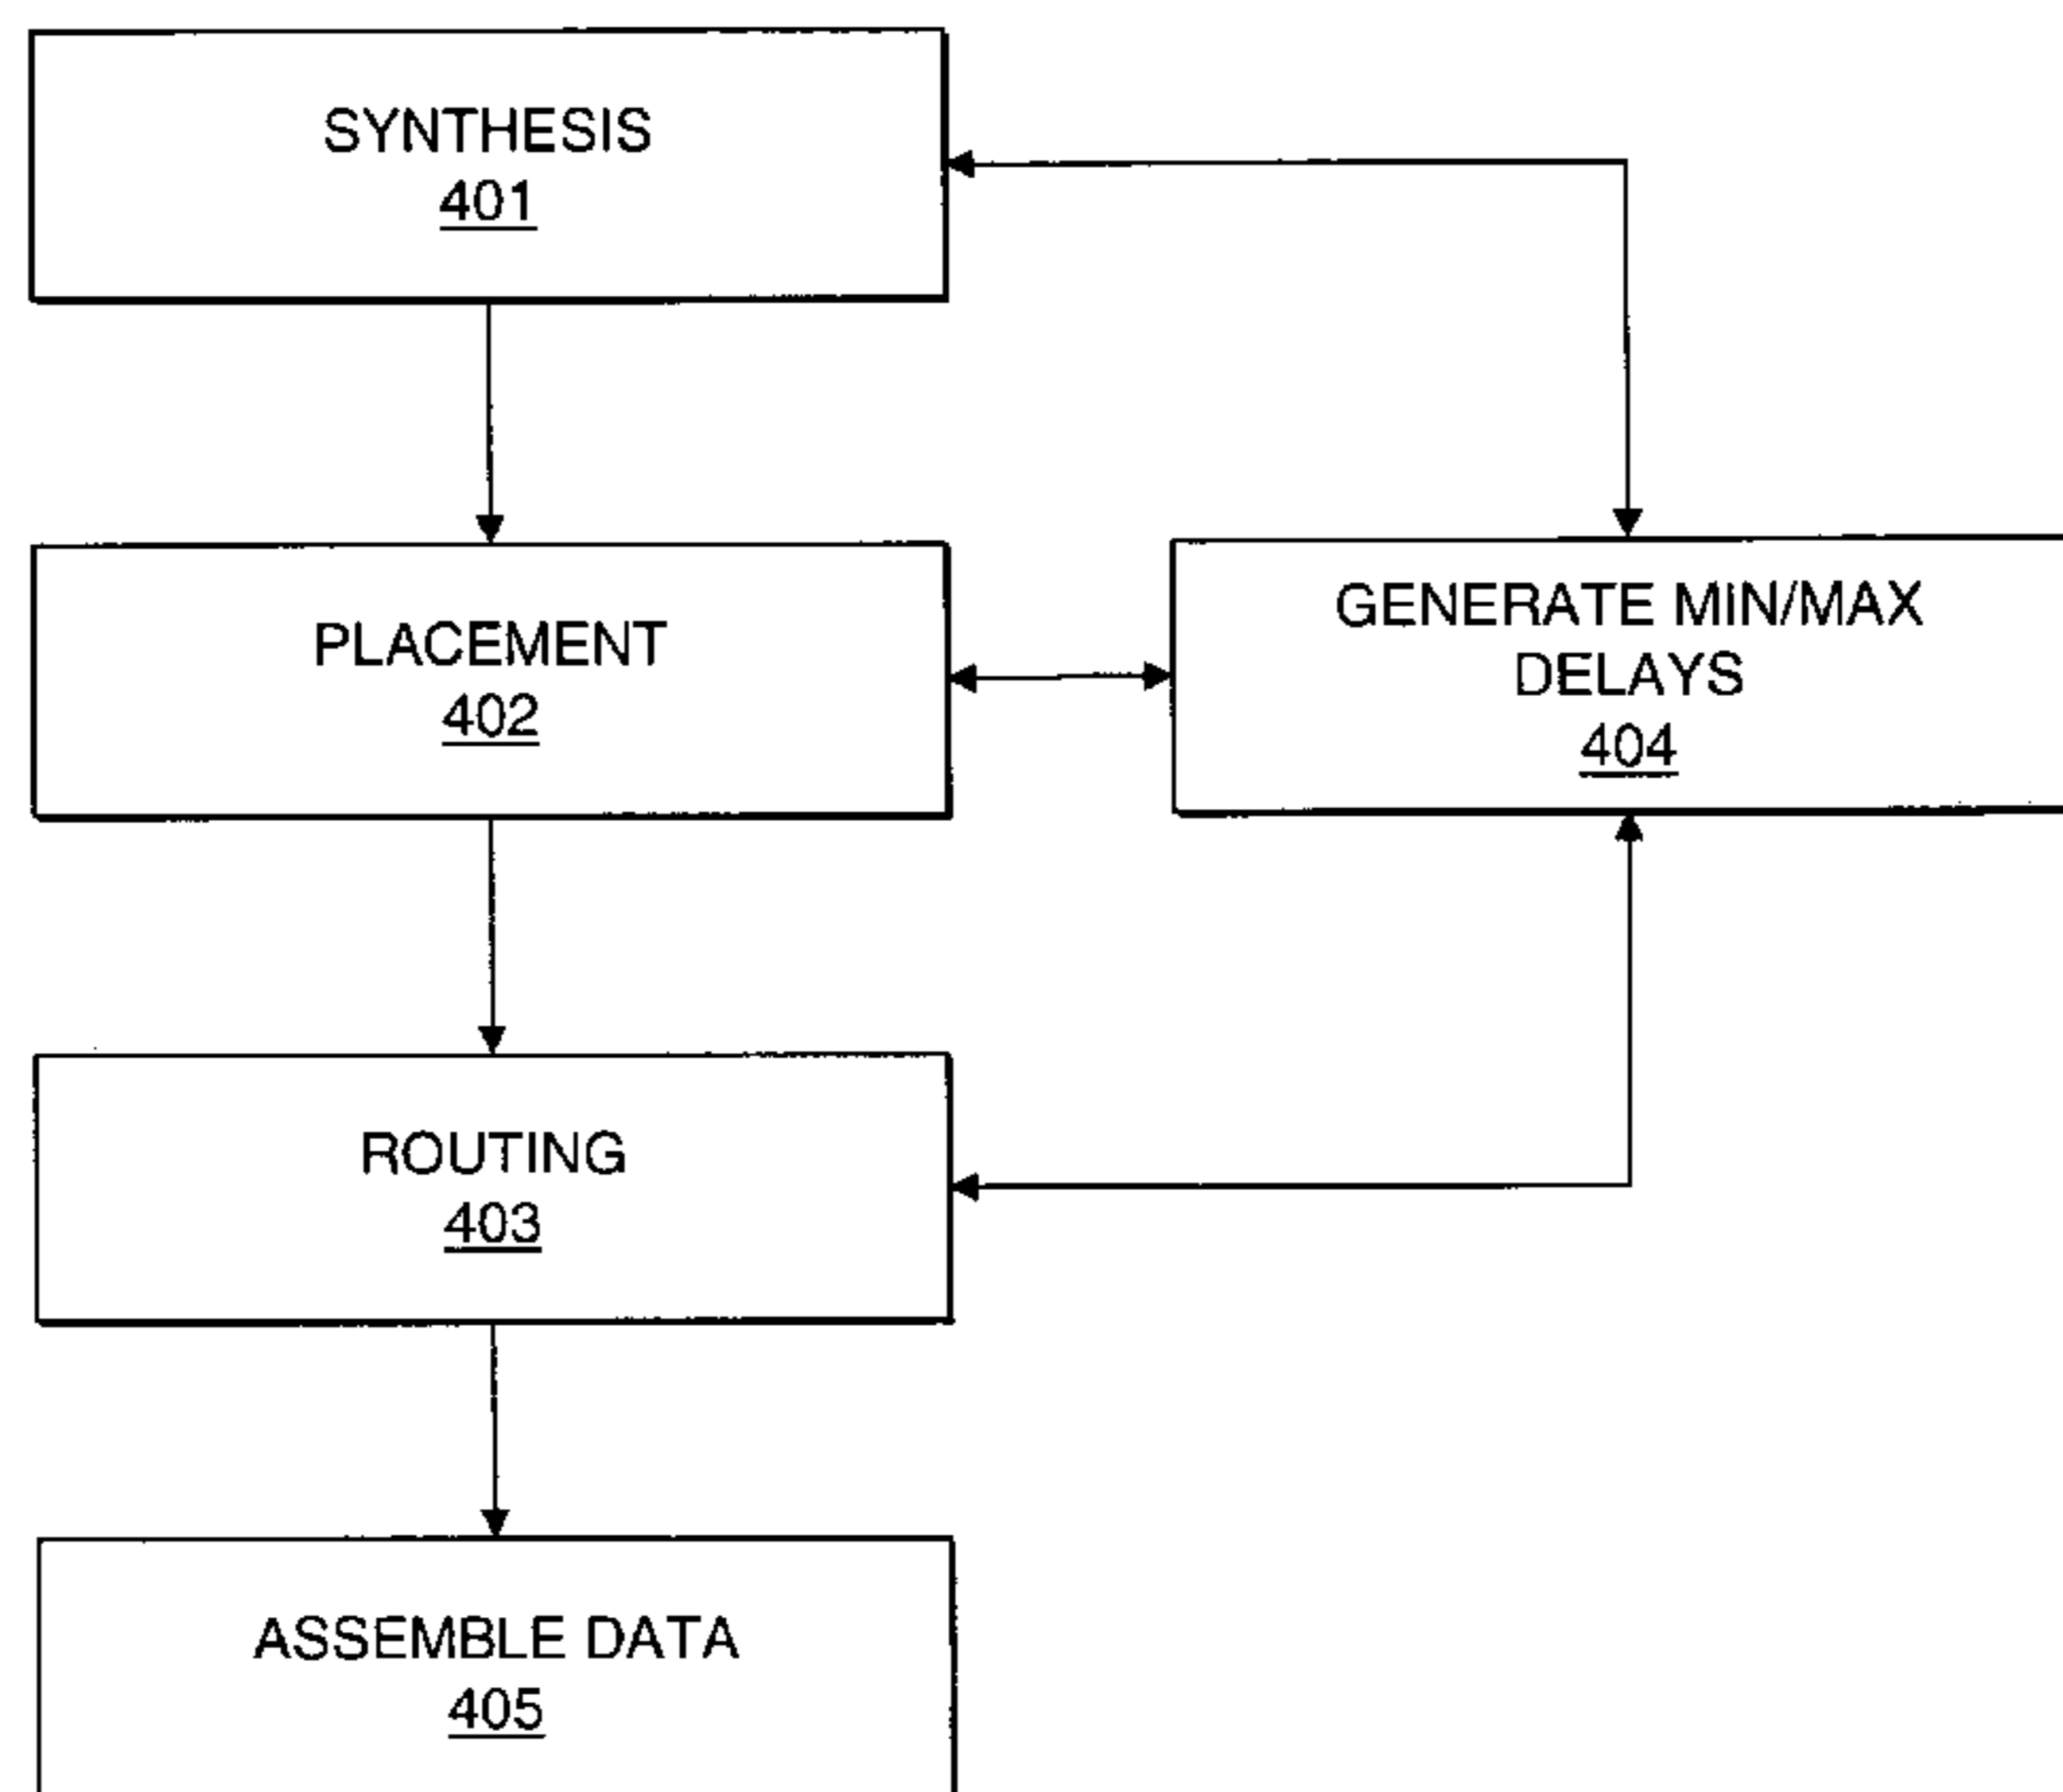 SYNTHESIS
401
PLACEMENT
402
GENERATE MIN/MAX
DELAYS
404
ROUTING
403
ASSEMBLE DATA
405